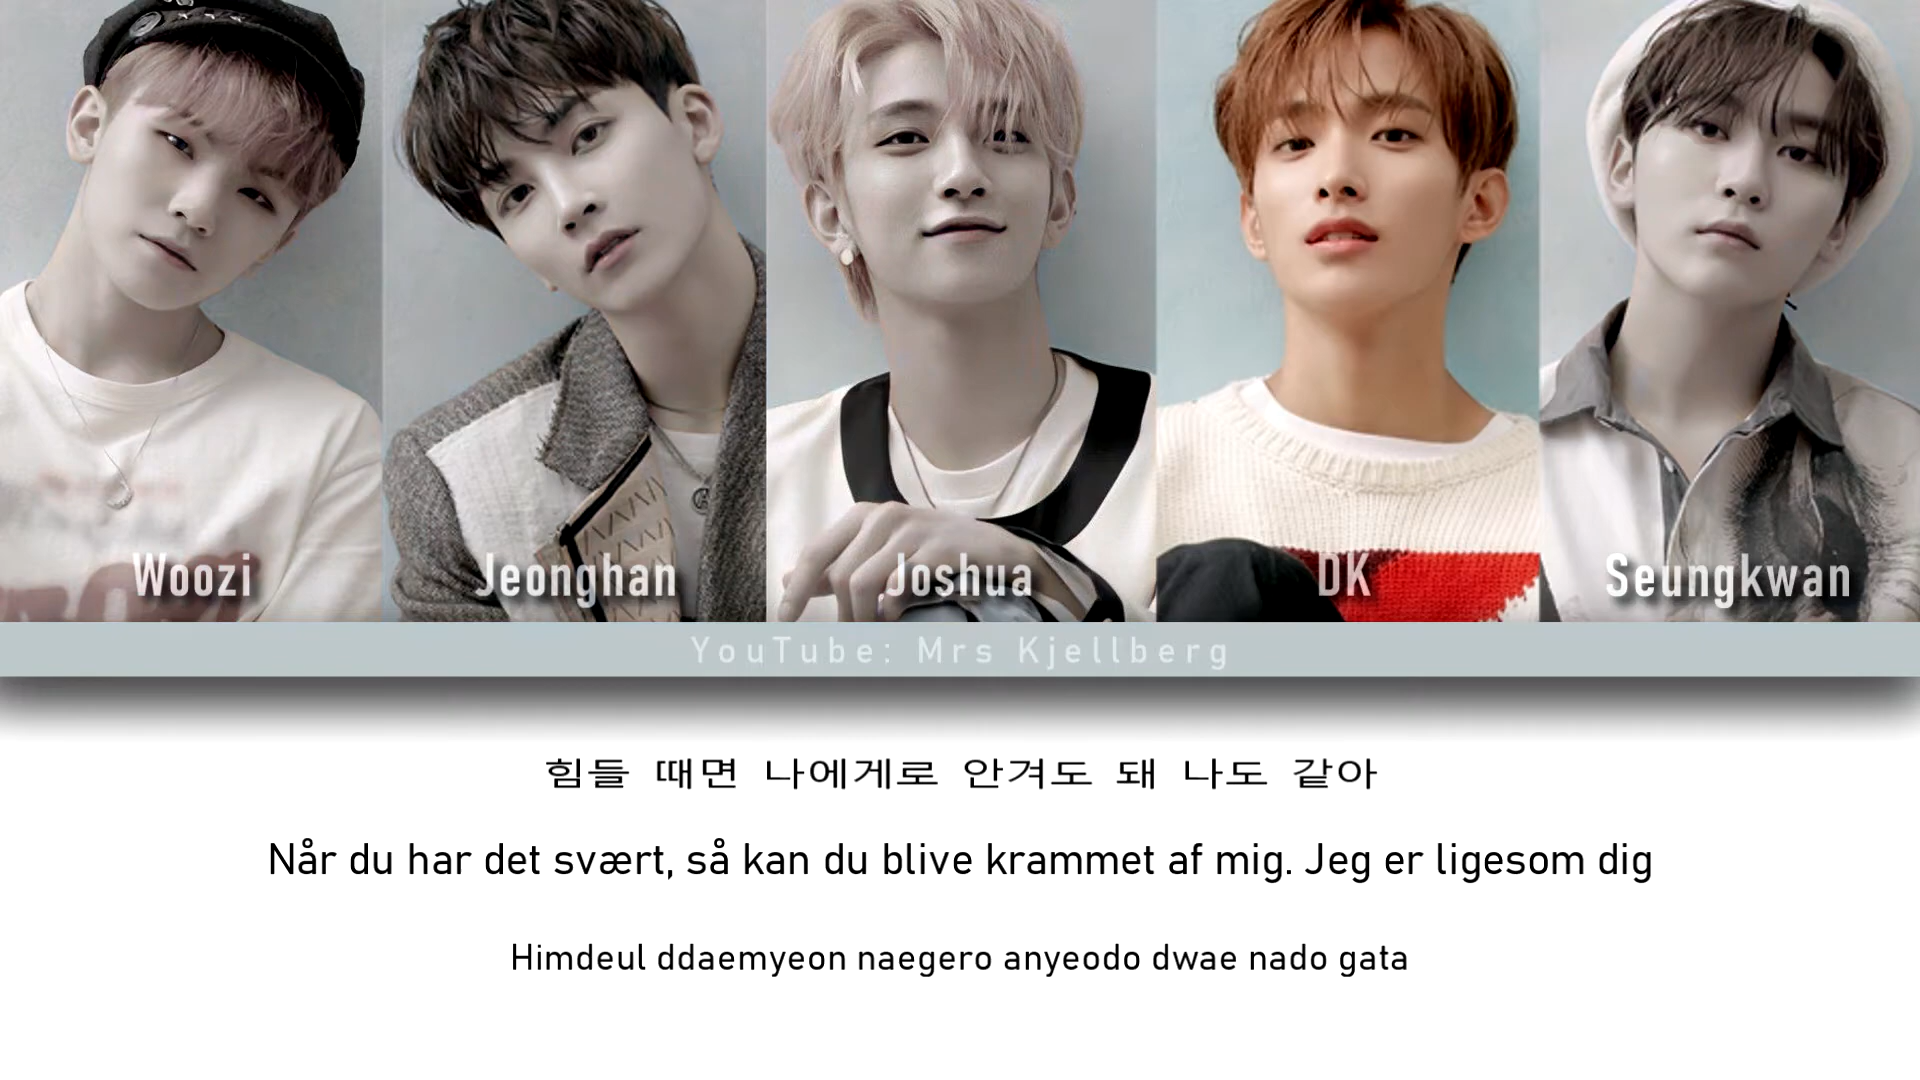 Woozi Jeonghan Joshua DK Seungkwan
YouTube: Mrs Kjellberg
힘들 때면 나에게로 안겨도 돼 나도 같아
Når du har det svært, så kan du blive krammet af mig. Jeg er ligesom dig
Himdeul ddaemyeon naegero anyeodo dwae nado gata